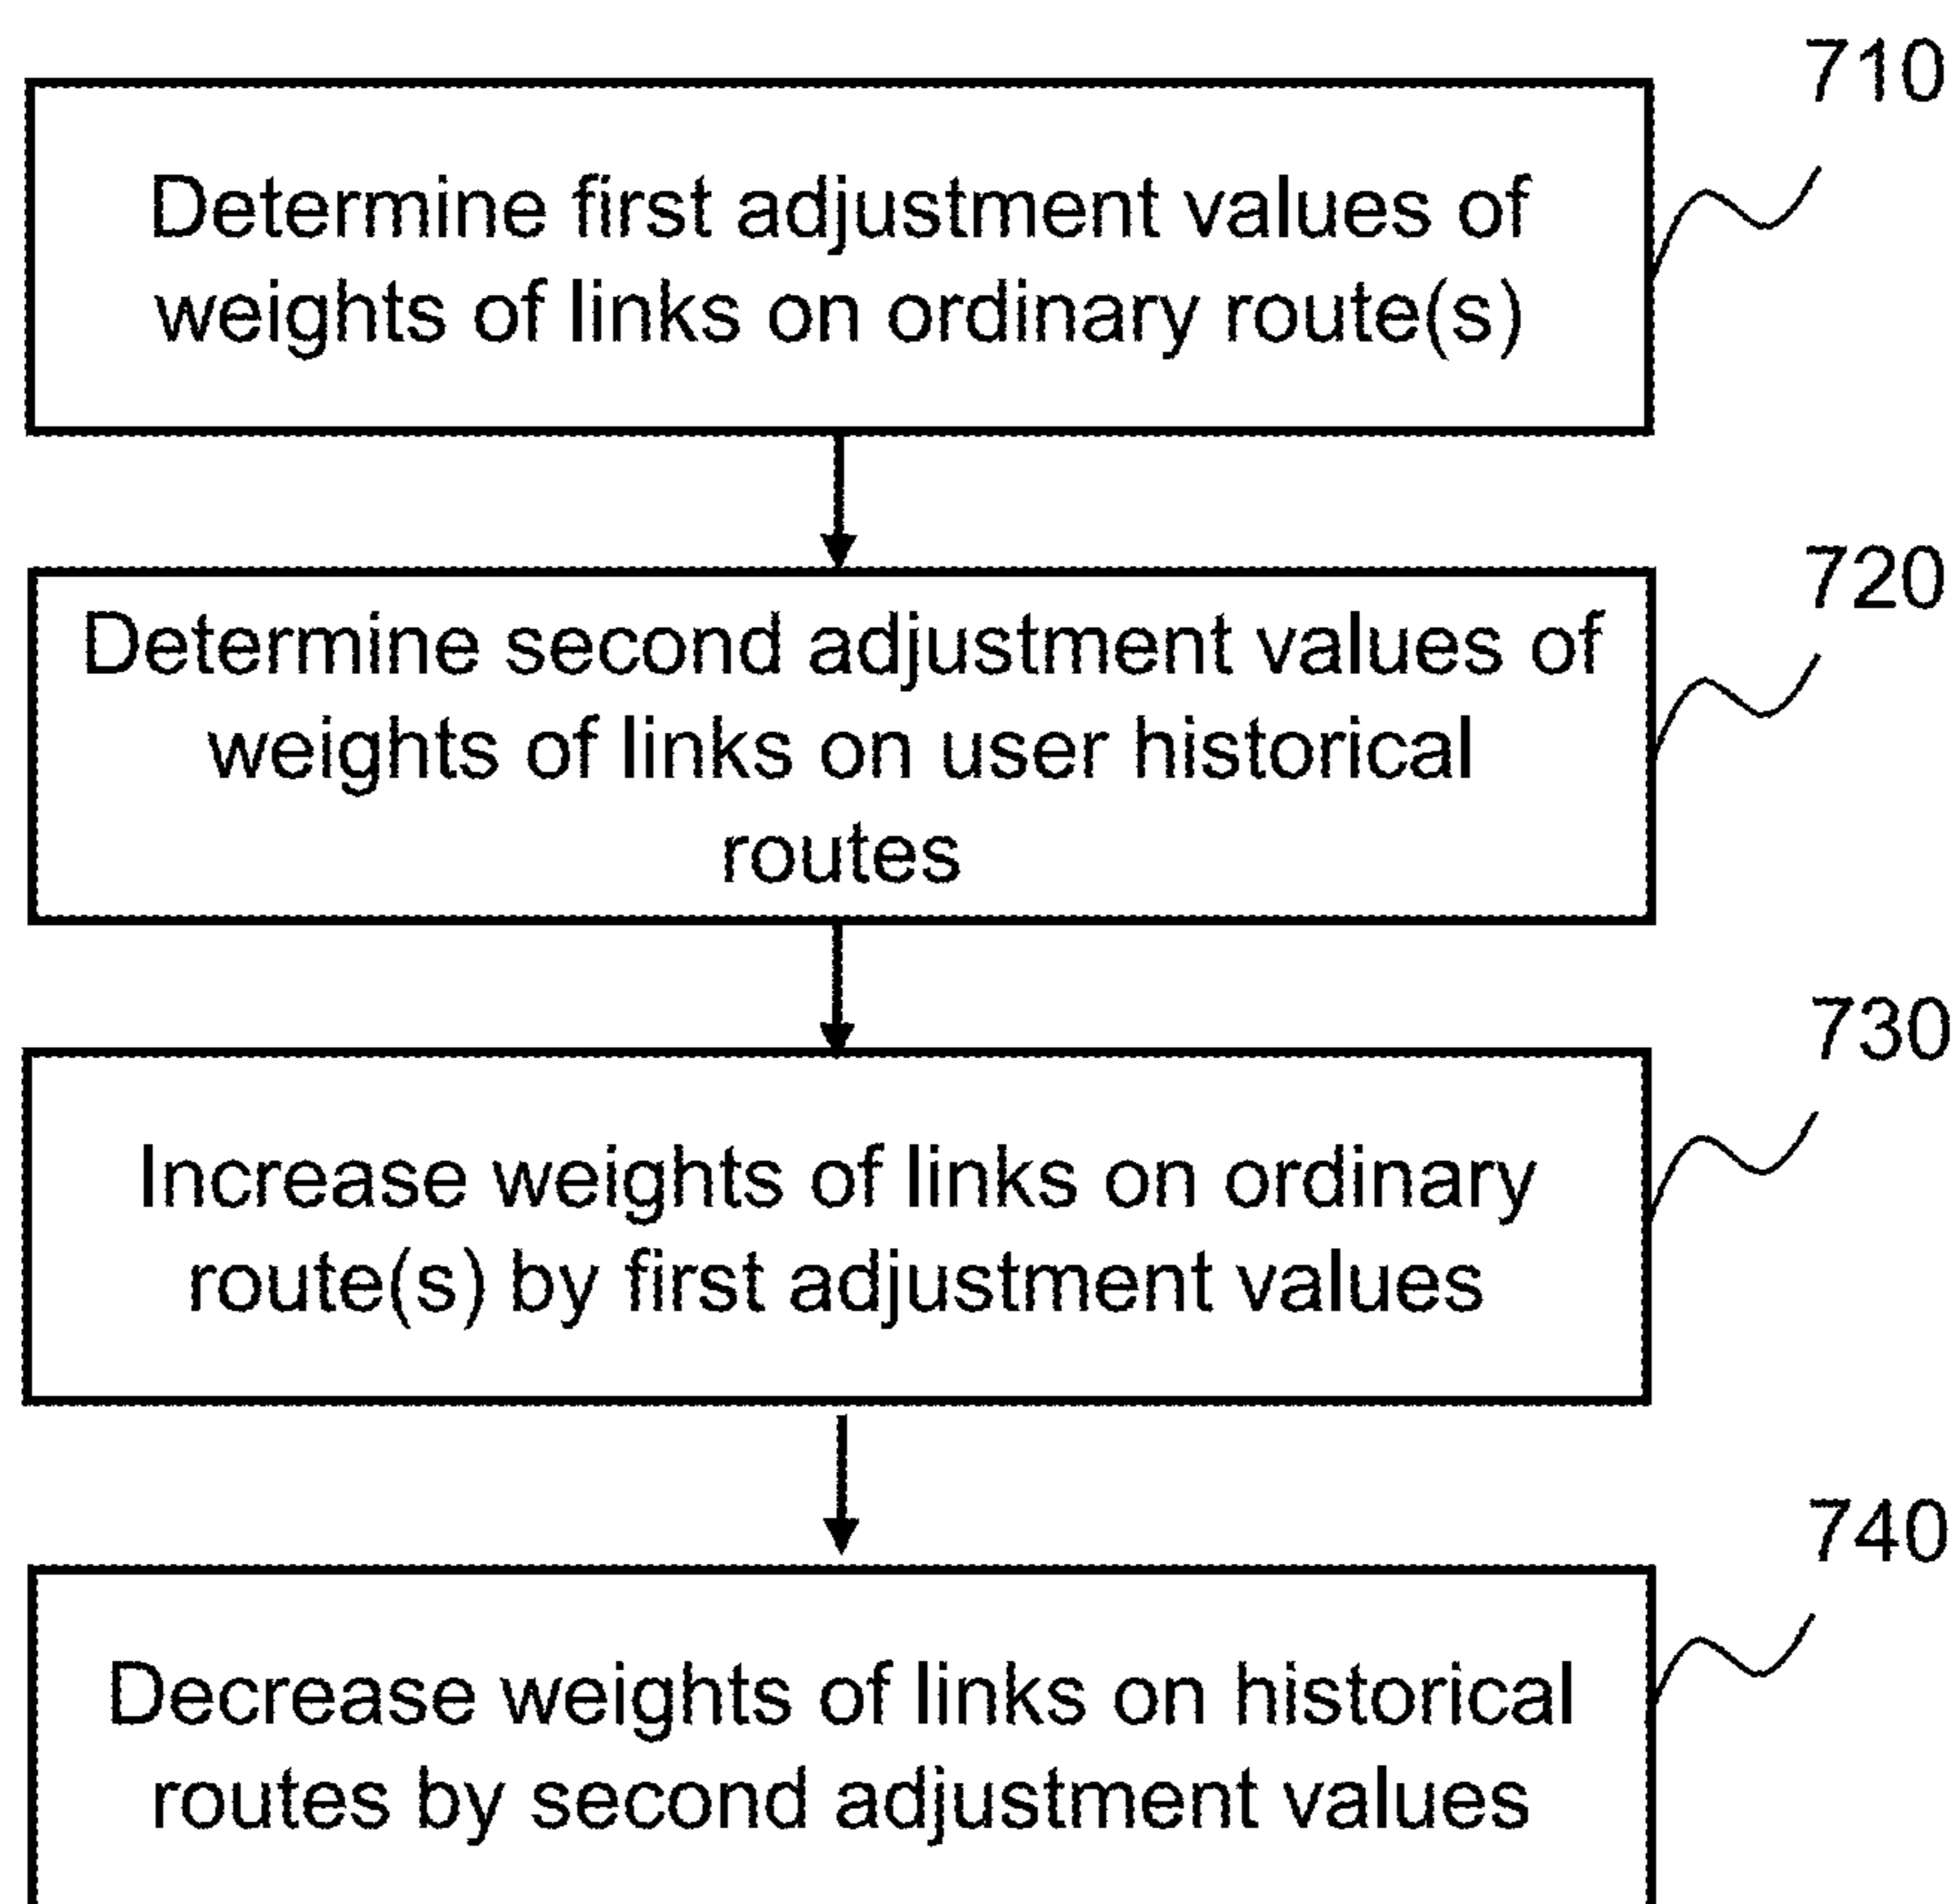 710
Determine first adjustment values of
weights of links on ordinary route(s)
720
Determine second adjustment values of
weights of links on user historical
routes
730
Increase weights of links on ordinary
route(s) by first adjustment values
740
Decrease weights of links on historical
routes by second adjustment values